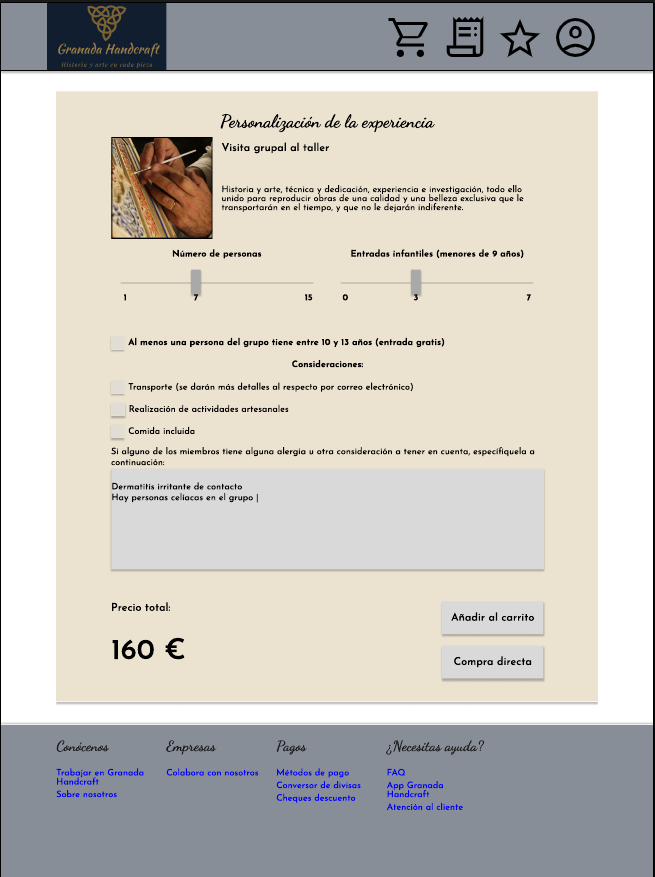 Granada Handcraft
Historia y arte en cada pieza
Personalización de la experiencia
Visita grupal al taller
Historia y arte, técnica y dedicación, experiencia e investigación, todo ello
unido para reproducir obras de una calidad y una belleza exclusiva que le
transportarán en el tiempo, y que no le dejarán indiferente.
Número de personas
1 7 15
Entradas infantiles (menores de 9 años)
0 3 7
Al menos una persona del grupo tiene entre 10 y 13 años (entrada gratis)
Consideraciones:
Transporte (se darán más detalles al respecto por correo electrónico)
Realización de actividades artesanales
Comida incluída
Si alguno de los miembros tiene alguna alergia u otra consideración a tener en cuenta, específiquela a
continuación:
Dermatitis irritante de contacto
Hay personas celíacas en el grupo |
Precio total:
160 €
Añadir al carrito
Compra directa
Conócenos
Trabajar en Granada
Handcraft
Sobre nosotros
Empresas
Colabora con nosotros
Pagos
Métodos de pago
Conversor de divisas
Cheques descuento
¿Necesitas ayuda?
FAQ
App Granada
Handcraft
Atención al cliente